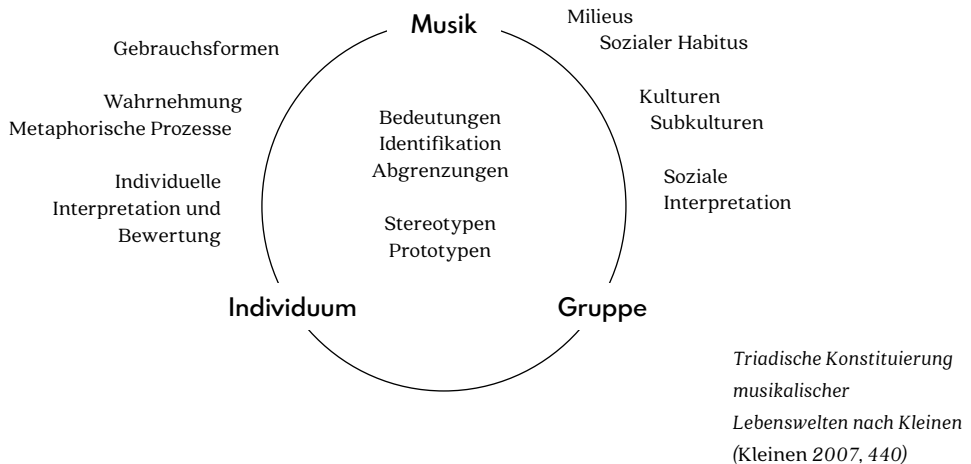 Musik
Gebrauchsformen
Wahrnehmung
Metaphorische Prozesse
Individuelle
Interpretation und
Bewertung
Bedeutungen
Identifikation
Abgrenzungen
Stereotypen
Prototypen
Milieus
Sozialer Habitus
Kulturen
Subkulturen
Soziale
Interpretation
Individuum
Gruppe
Triadische Konstituierung
musikalischer
Lebenswelten nach Kleinen
(Kleinen 2007, 440)